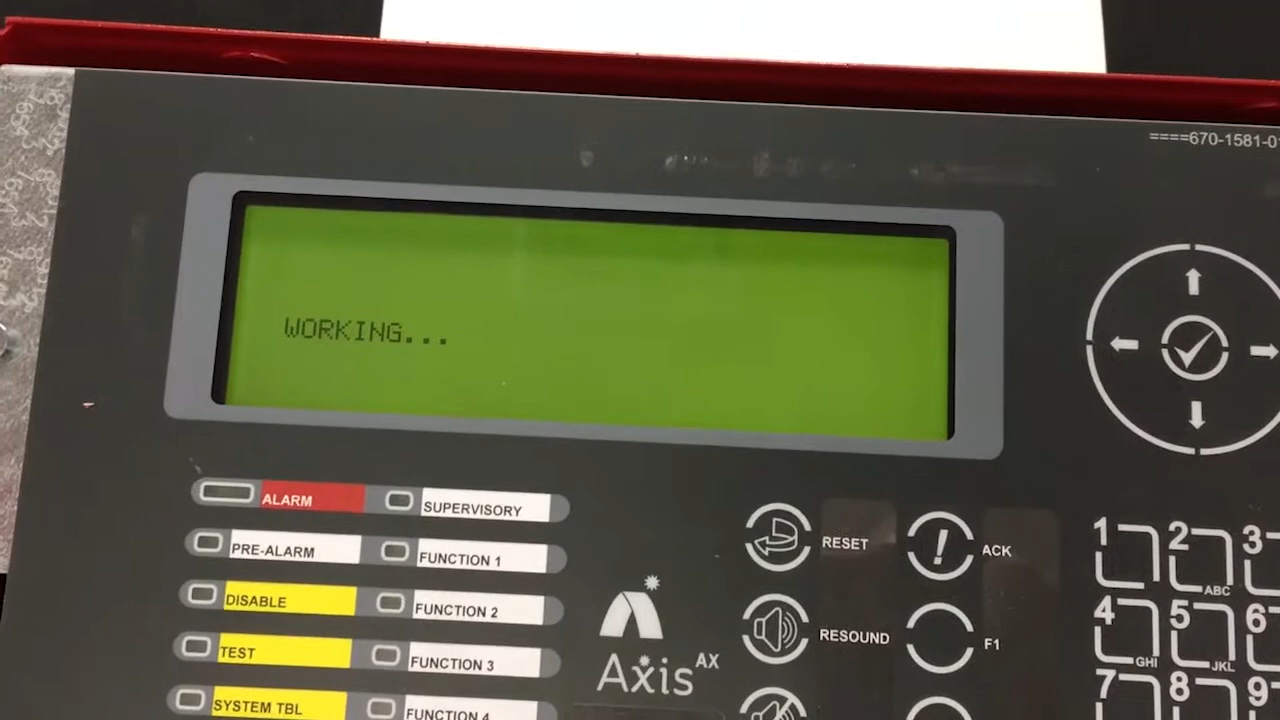 ====670-1581-0
WORKING...
ALARM
SUPERVISORY
PRE-ALARM
FUNCTION 1
DISABLE
FUNCTION 2
TEST
FUNCTION 3
SYSTEM TBL
FUNCTION 4
Axis AX
RESET
ACK
RESOUND
F1
1
2 ABC
3
4 GHI
5 JKL
6
7
8
9